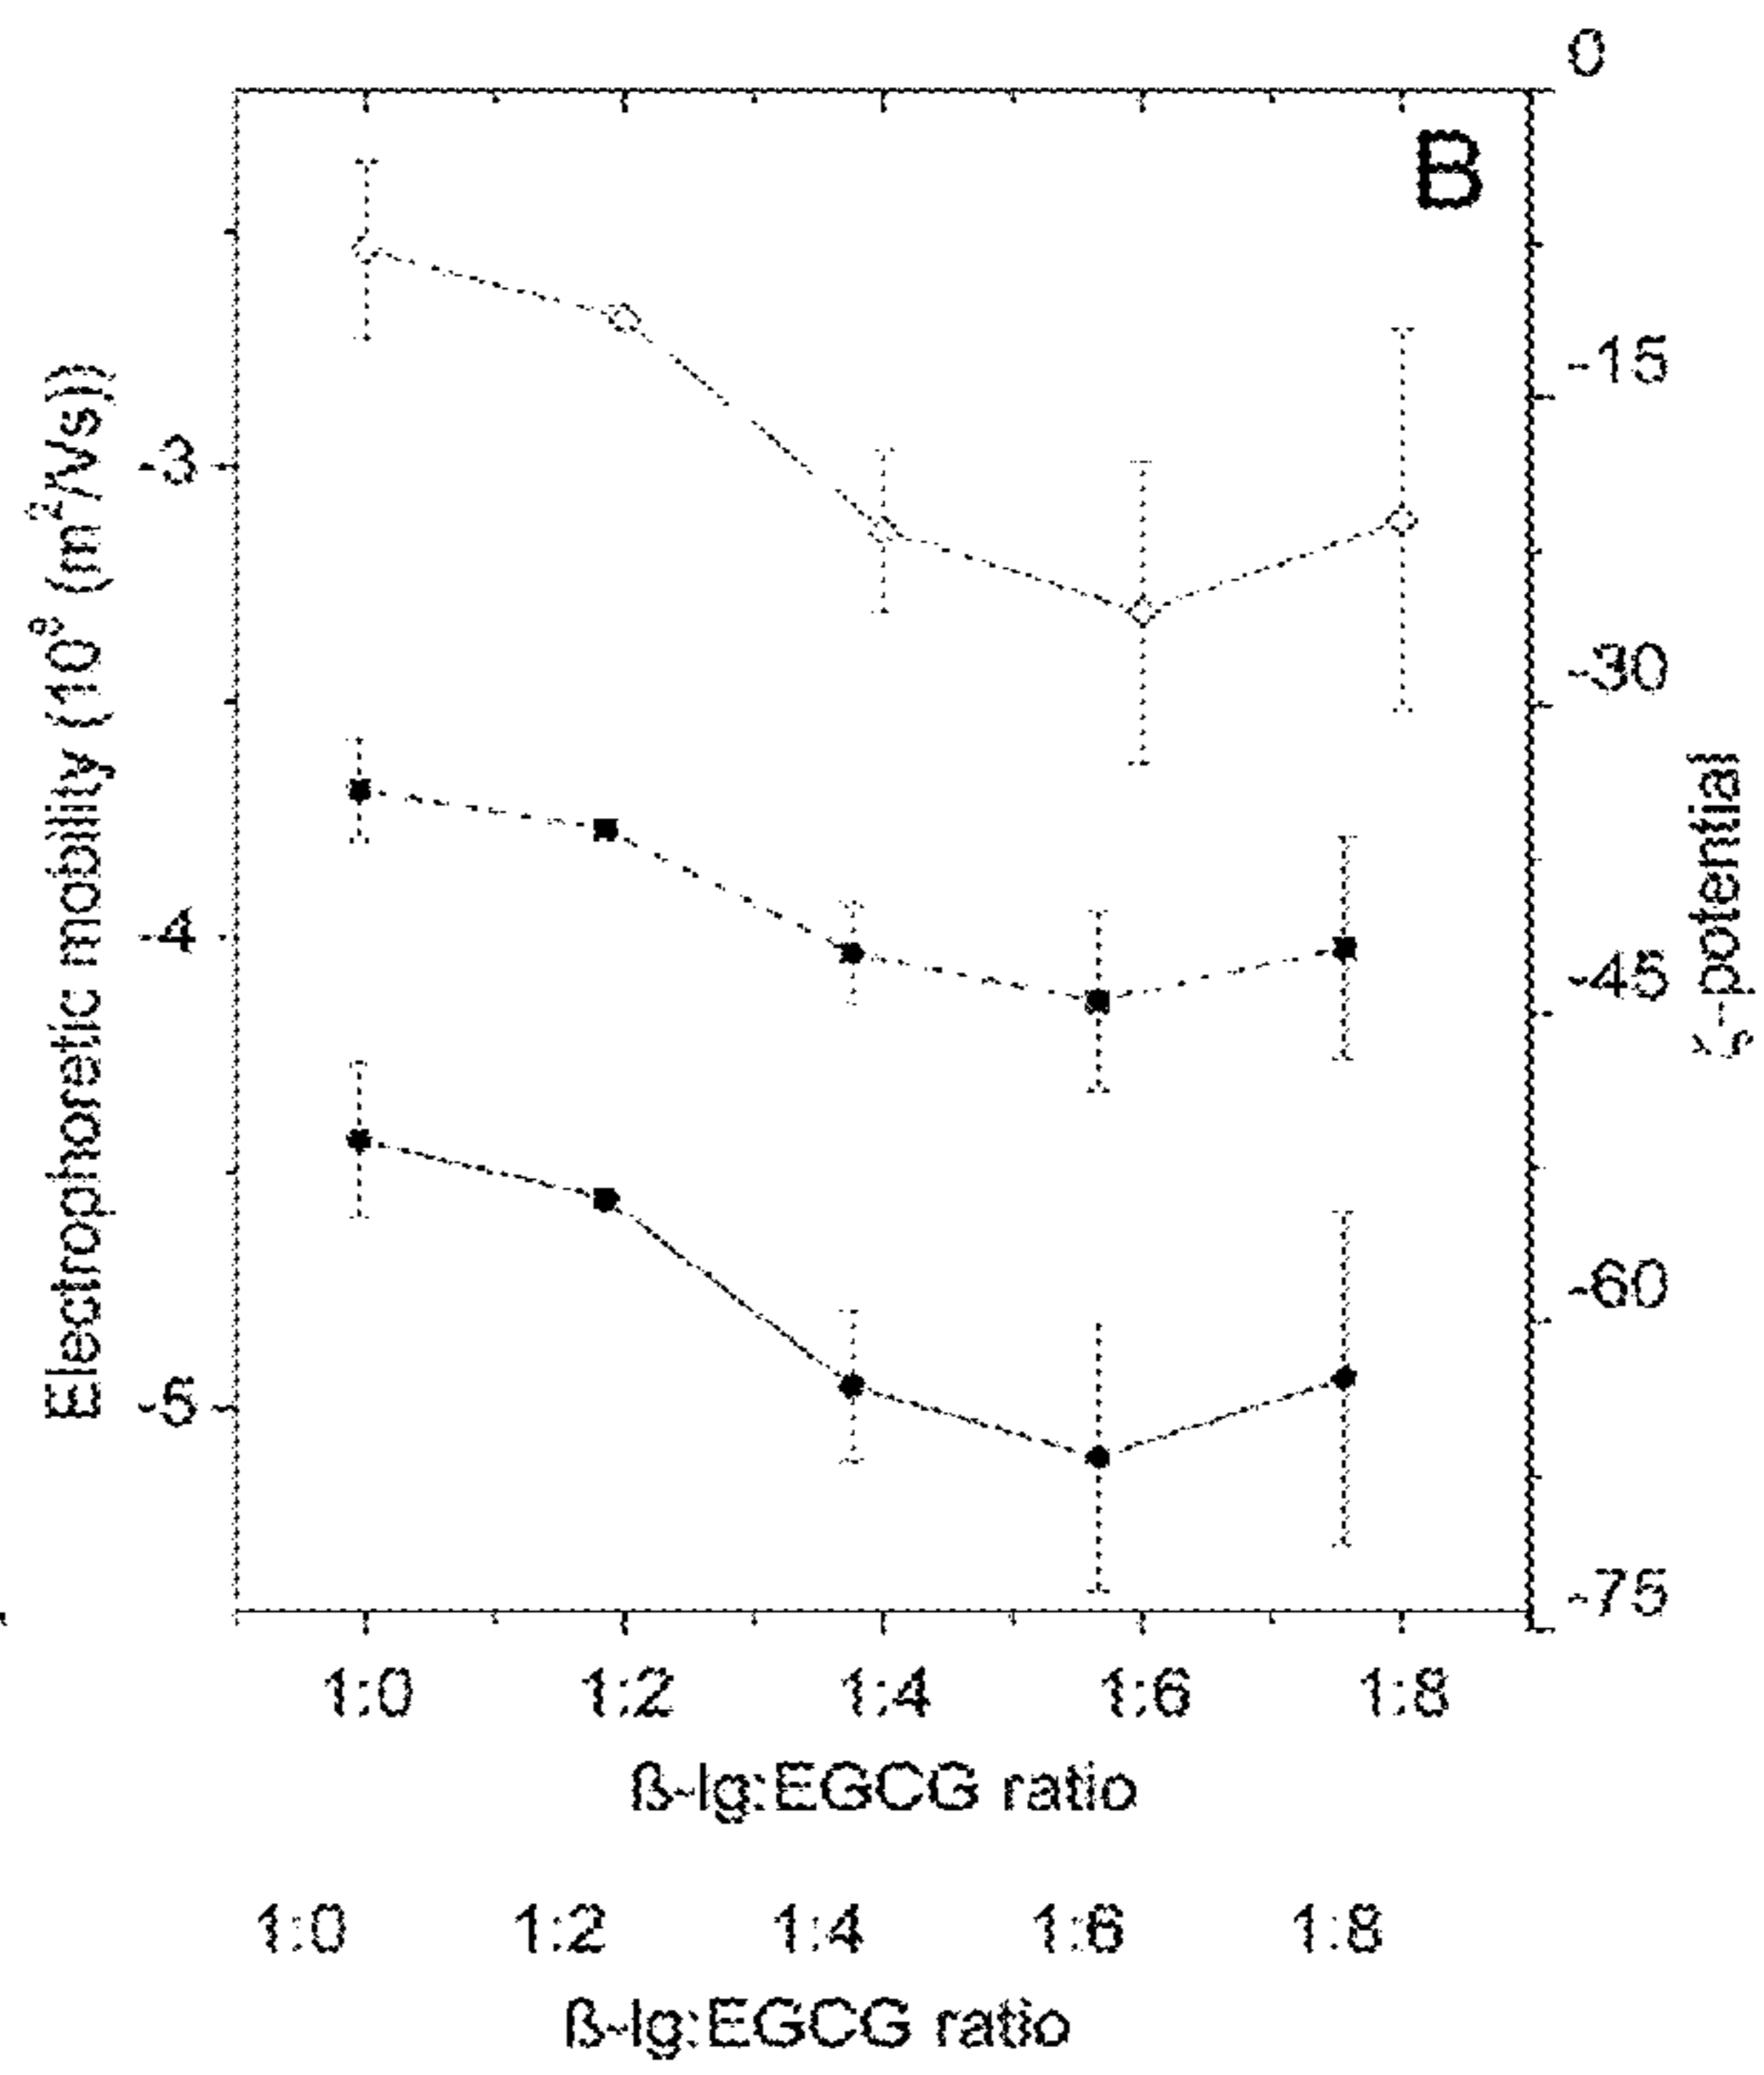 0
B
-15
-3
-30
-4
-45
-60
-5
-75
Electrophoretic mobility (10⁸ (m²/Vs))
ζ-potential
1:0 1:2 1:4 1:6 1:8
ß-lg:EGCG ratio
1:0 1:2 1:4 1:6 1:8
ß-lg:EGCG ratio